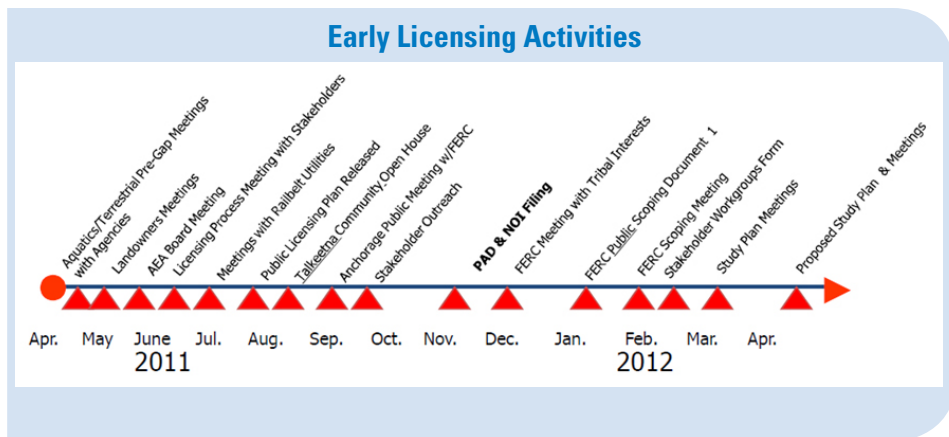 Early Licensing Activities
Aquatics/Terrestrial Pre-Gap Meetings
with Agencies
Landowners Meetings
AEA Board Meeting
Licensing Process Meeting with Stakeholders
Meetings with Railbelt Utilities
Public Licensing Plan Released
Talkeetna Community Open House
Anchorage Public Meeting w/FERC
Stakeholder Outreach
PAD & NOI Filing
FERC Meeting with Tribal Interests
FERC Public Scoping Document 1
FERC Scoping Meeting
Stakeholder Workgroups Form
Study Plan Meetings
Proposed Study Plan & Meetings
Apr. May June Jul. Aug. Sep. Oct. Nov. Dec. Jan. Feb. Mar. Apr.
2011 2012